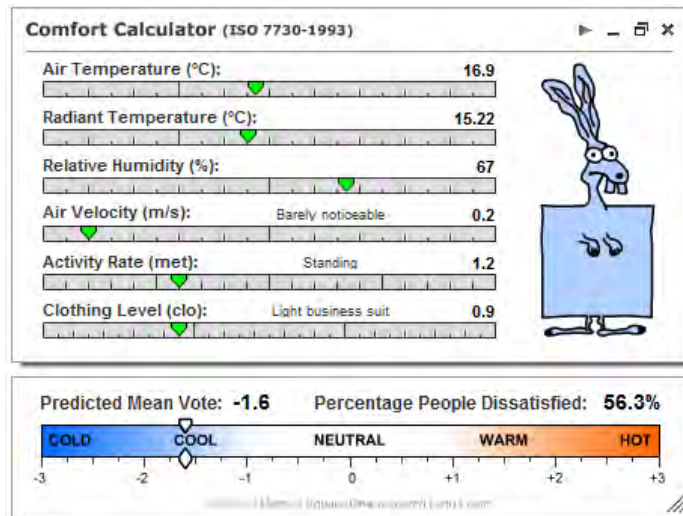 Comfort Calculator (ISO 7730-1993)
Air Temperature (°C): 16.9
Radiant Temperature (°C): 15.22
Relative Humidity (%): 67
Air Velocity (m/s): Barely noticeable 0.2
Activity Rate (met): Standing 1.2
Clothing Level (clo): Light business suit 0.9
Predicted Mean Vote: -1.6 Percentage People Dissatisfied: 56.3%
COLD COOL NEUTRAL WARM HOT
-3 -2 -1 0 +1 +2 +3